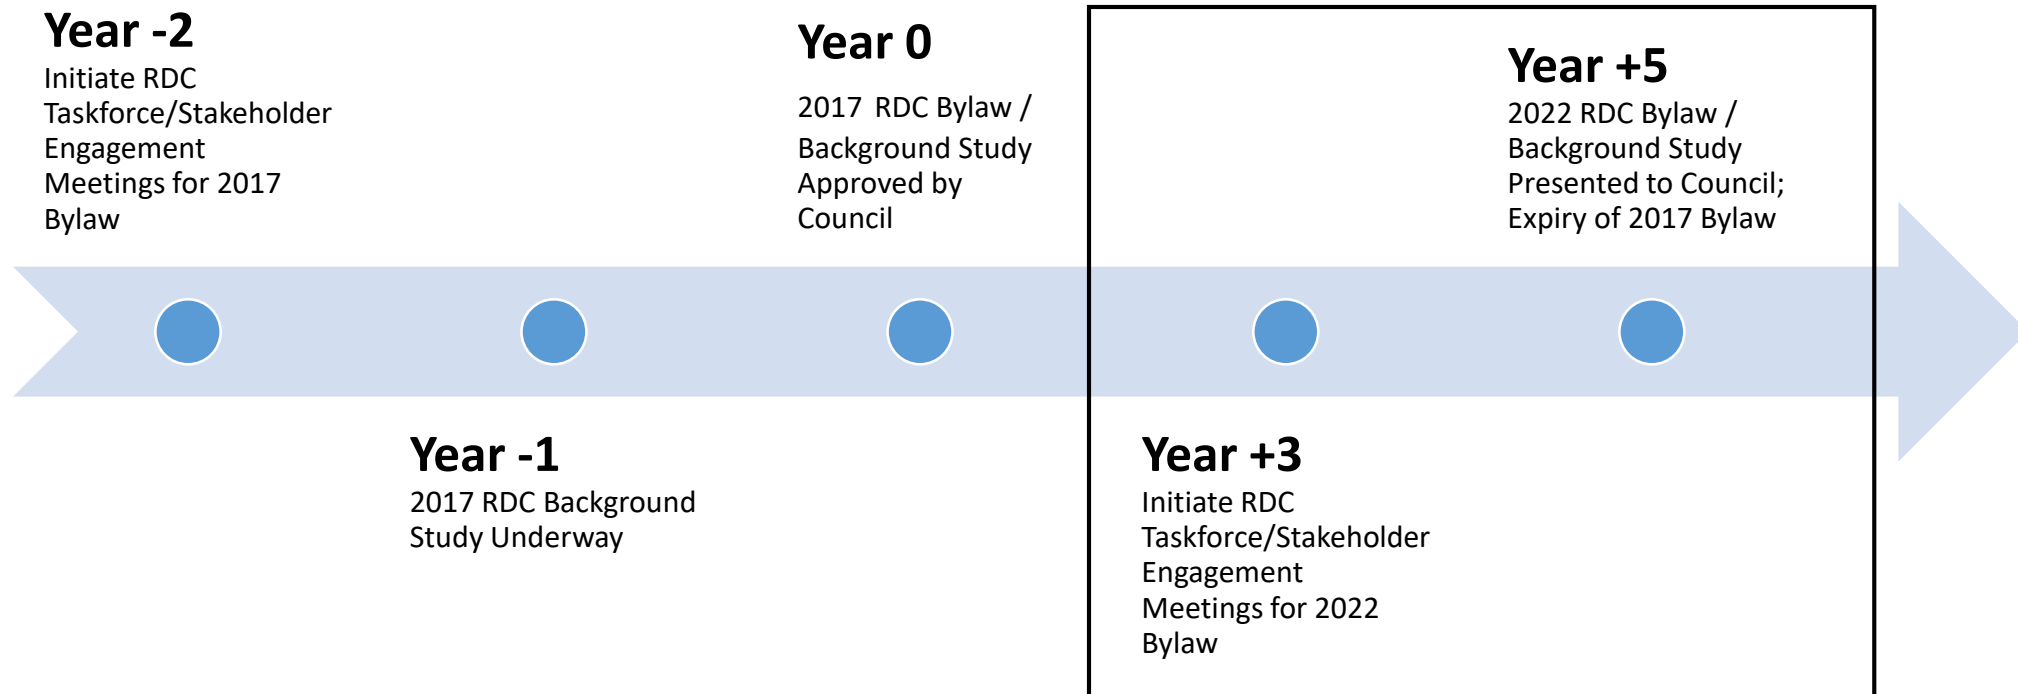 Year -2
Initiate RDC
Taskforce/Stakeholder
Engagement
Meetings for 2017
Bylaw
Year -1
2017 RDC Background
Study Underway
Year 0
2017 RDC Bylaw /
Background Study
Approved by
Council
Year +3
Initiate RDC
Taskforce/Stakeholder
Engagement
Meetings for 2022
Bylaw
Year +5
2022 RDC Bylaw /
Background Study
Presented to Council;
Expiry of 2017 Bylaw